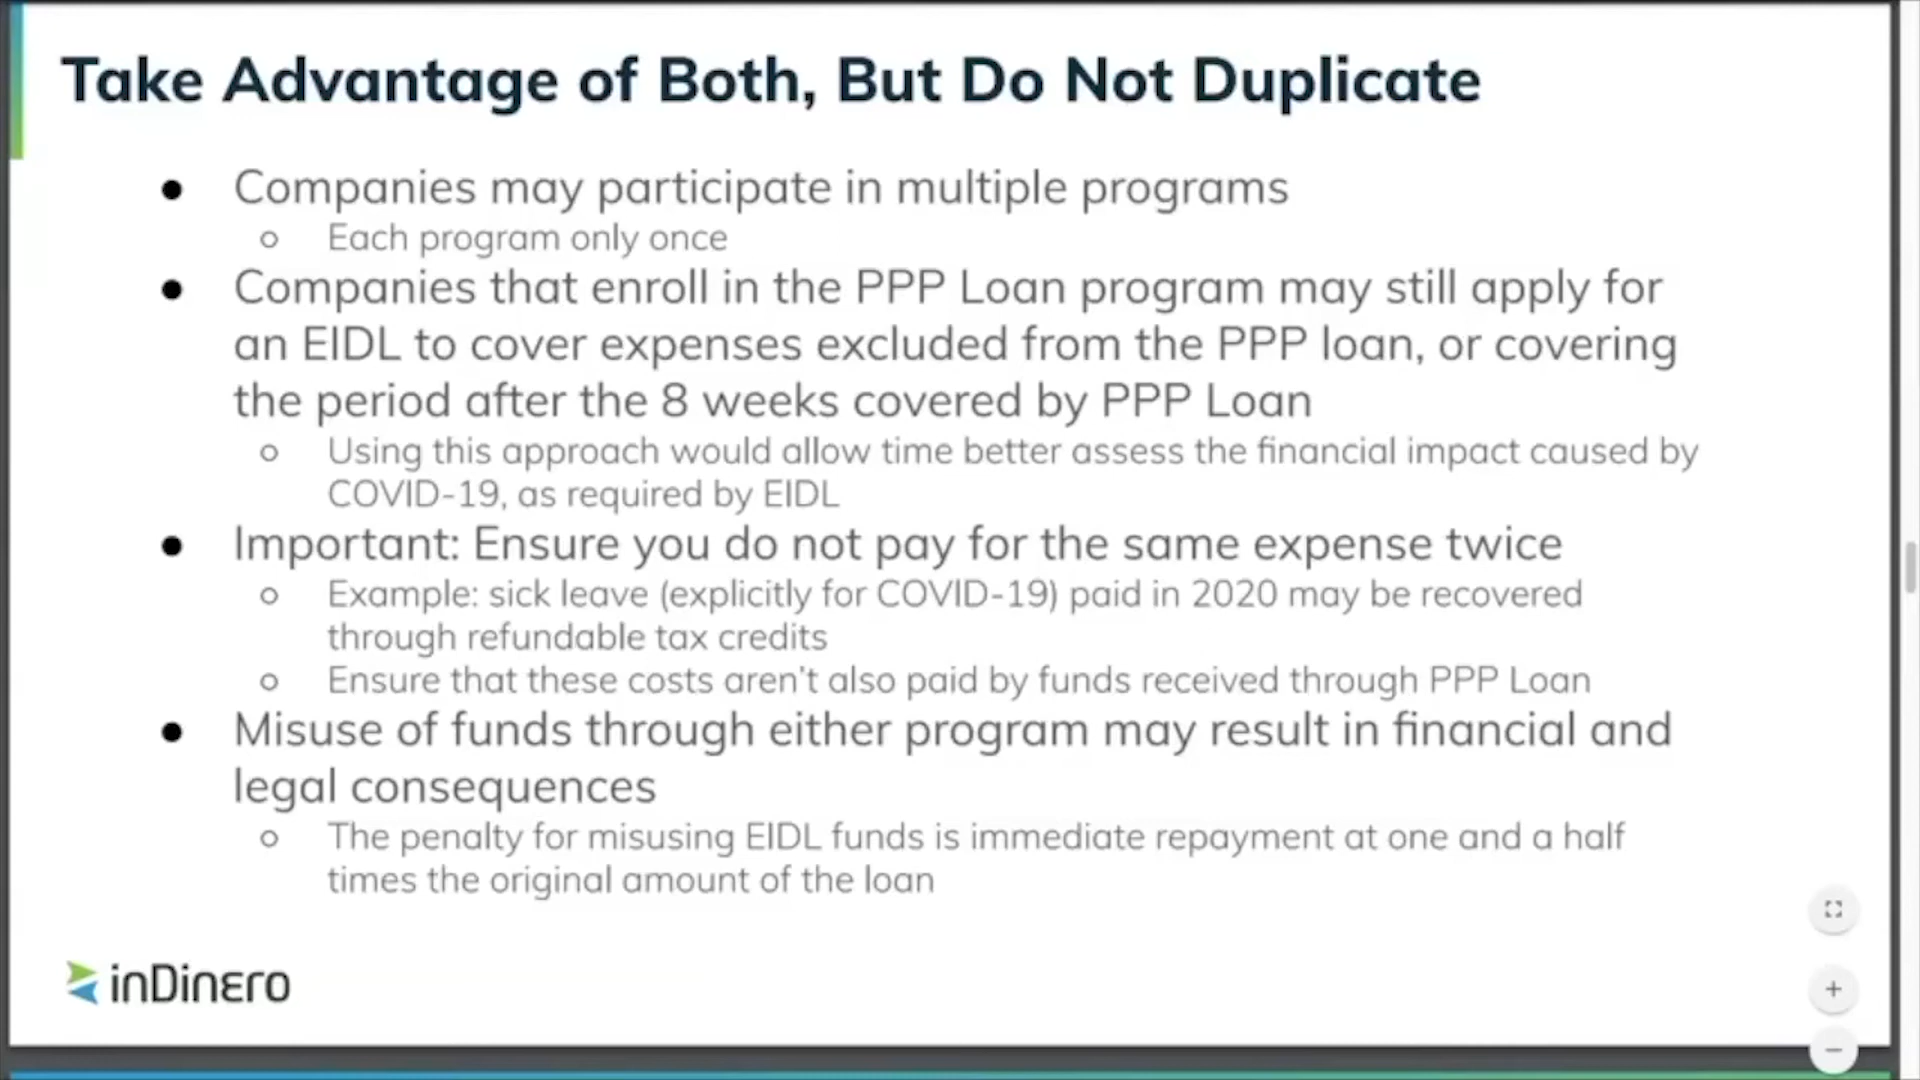 Take Advantage of Both, But Do Not Duplicate
● Companies may participate in multiple programs
○ Each program only once
● Companies that enroll in the PPP Loan program may still apply for
an EIDL to cover expenses excluded from the PPP loan, or covering
the period after the 8 weeks covered by PPP Loan
○ Using this approach would allow time better assess the financial impact caused by
COVID-19, as required by EIDL
● Important: Ensure you do not pay for the same expense twice
○ Example: sick leave (explicitly for COVID-19) paid in 2020 may be recovered
through refundable tax credits
○ Ensure that these costs aren't also paid by funds received through PPP Loan
● Misuse of funds through either program may result in financial and
legal consequences
○ The penalty for misusing EIDL funds is immediate repayment at one and a half
times the original amount of the loan
inDinero